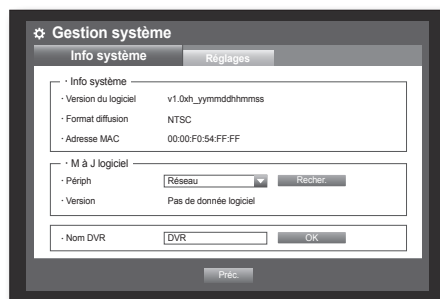 Gestion système
Info système Réglages
· Info système
· Version du logiciel v1.0xh_yymmddhhmmss
· Format diffusion NTSC
· Adresse MAC 00:00:F0:54:FF:FF
· M à J logiciel
· Périph Réseau Recher.
· Version Pas de donnée logiciel
· Nom DVR DVR OK
Préc.